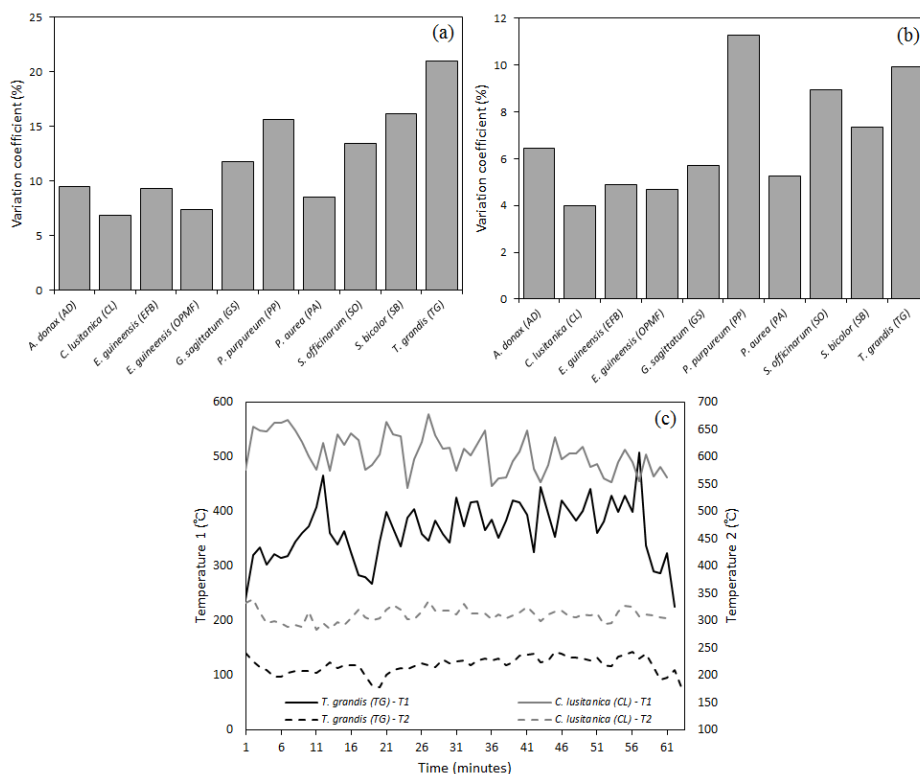 (a)
Variation coefficient (%)
25
20
15
10
5
0
A. donax (AD)
C. lusitanica (CL)
E. guineensis (EFB)
E. guineensis (OPMF)
G. sagittatum (GS)
P. purpureum (PP)
P. aurea (PA)
S. officinarum (SO)
S. bicolor (SB)
T. grandis (TG)
(b)
Variation coefficient (%)
12
10
8
6
4
2
0
A. donax (AD)
C. lusitanica (CL)
E. guineensis (EFB)
E. guineensis (OPMF)
G. sagittatum (GS)
P. purpureum (PP)
P. aurea (PA)
S. officinarum (SO)
S. bicolor (SB)
T. grandis (TG)
(c)
Temperature 1 (°C)
600
500
400
300
200
100
0
Temperature 2 (°C)
700
650
600
550
500
450
400
350
300
250
200
150
100
T. grandis (TG) - T1
C. lusitanica (CL) - T1
T. grandis (TG) - T2
C. lusitanica (CL) - T2
1 6 11 16 21 26 31 36 41 46 51 56 61
Time (minutes)